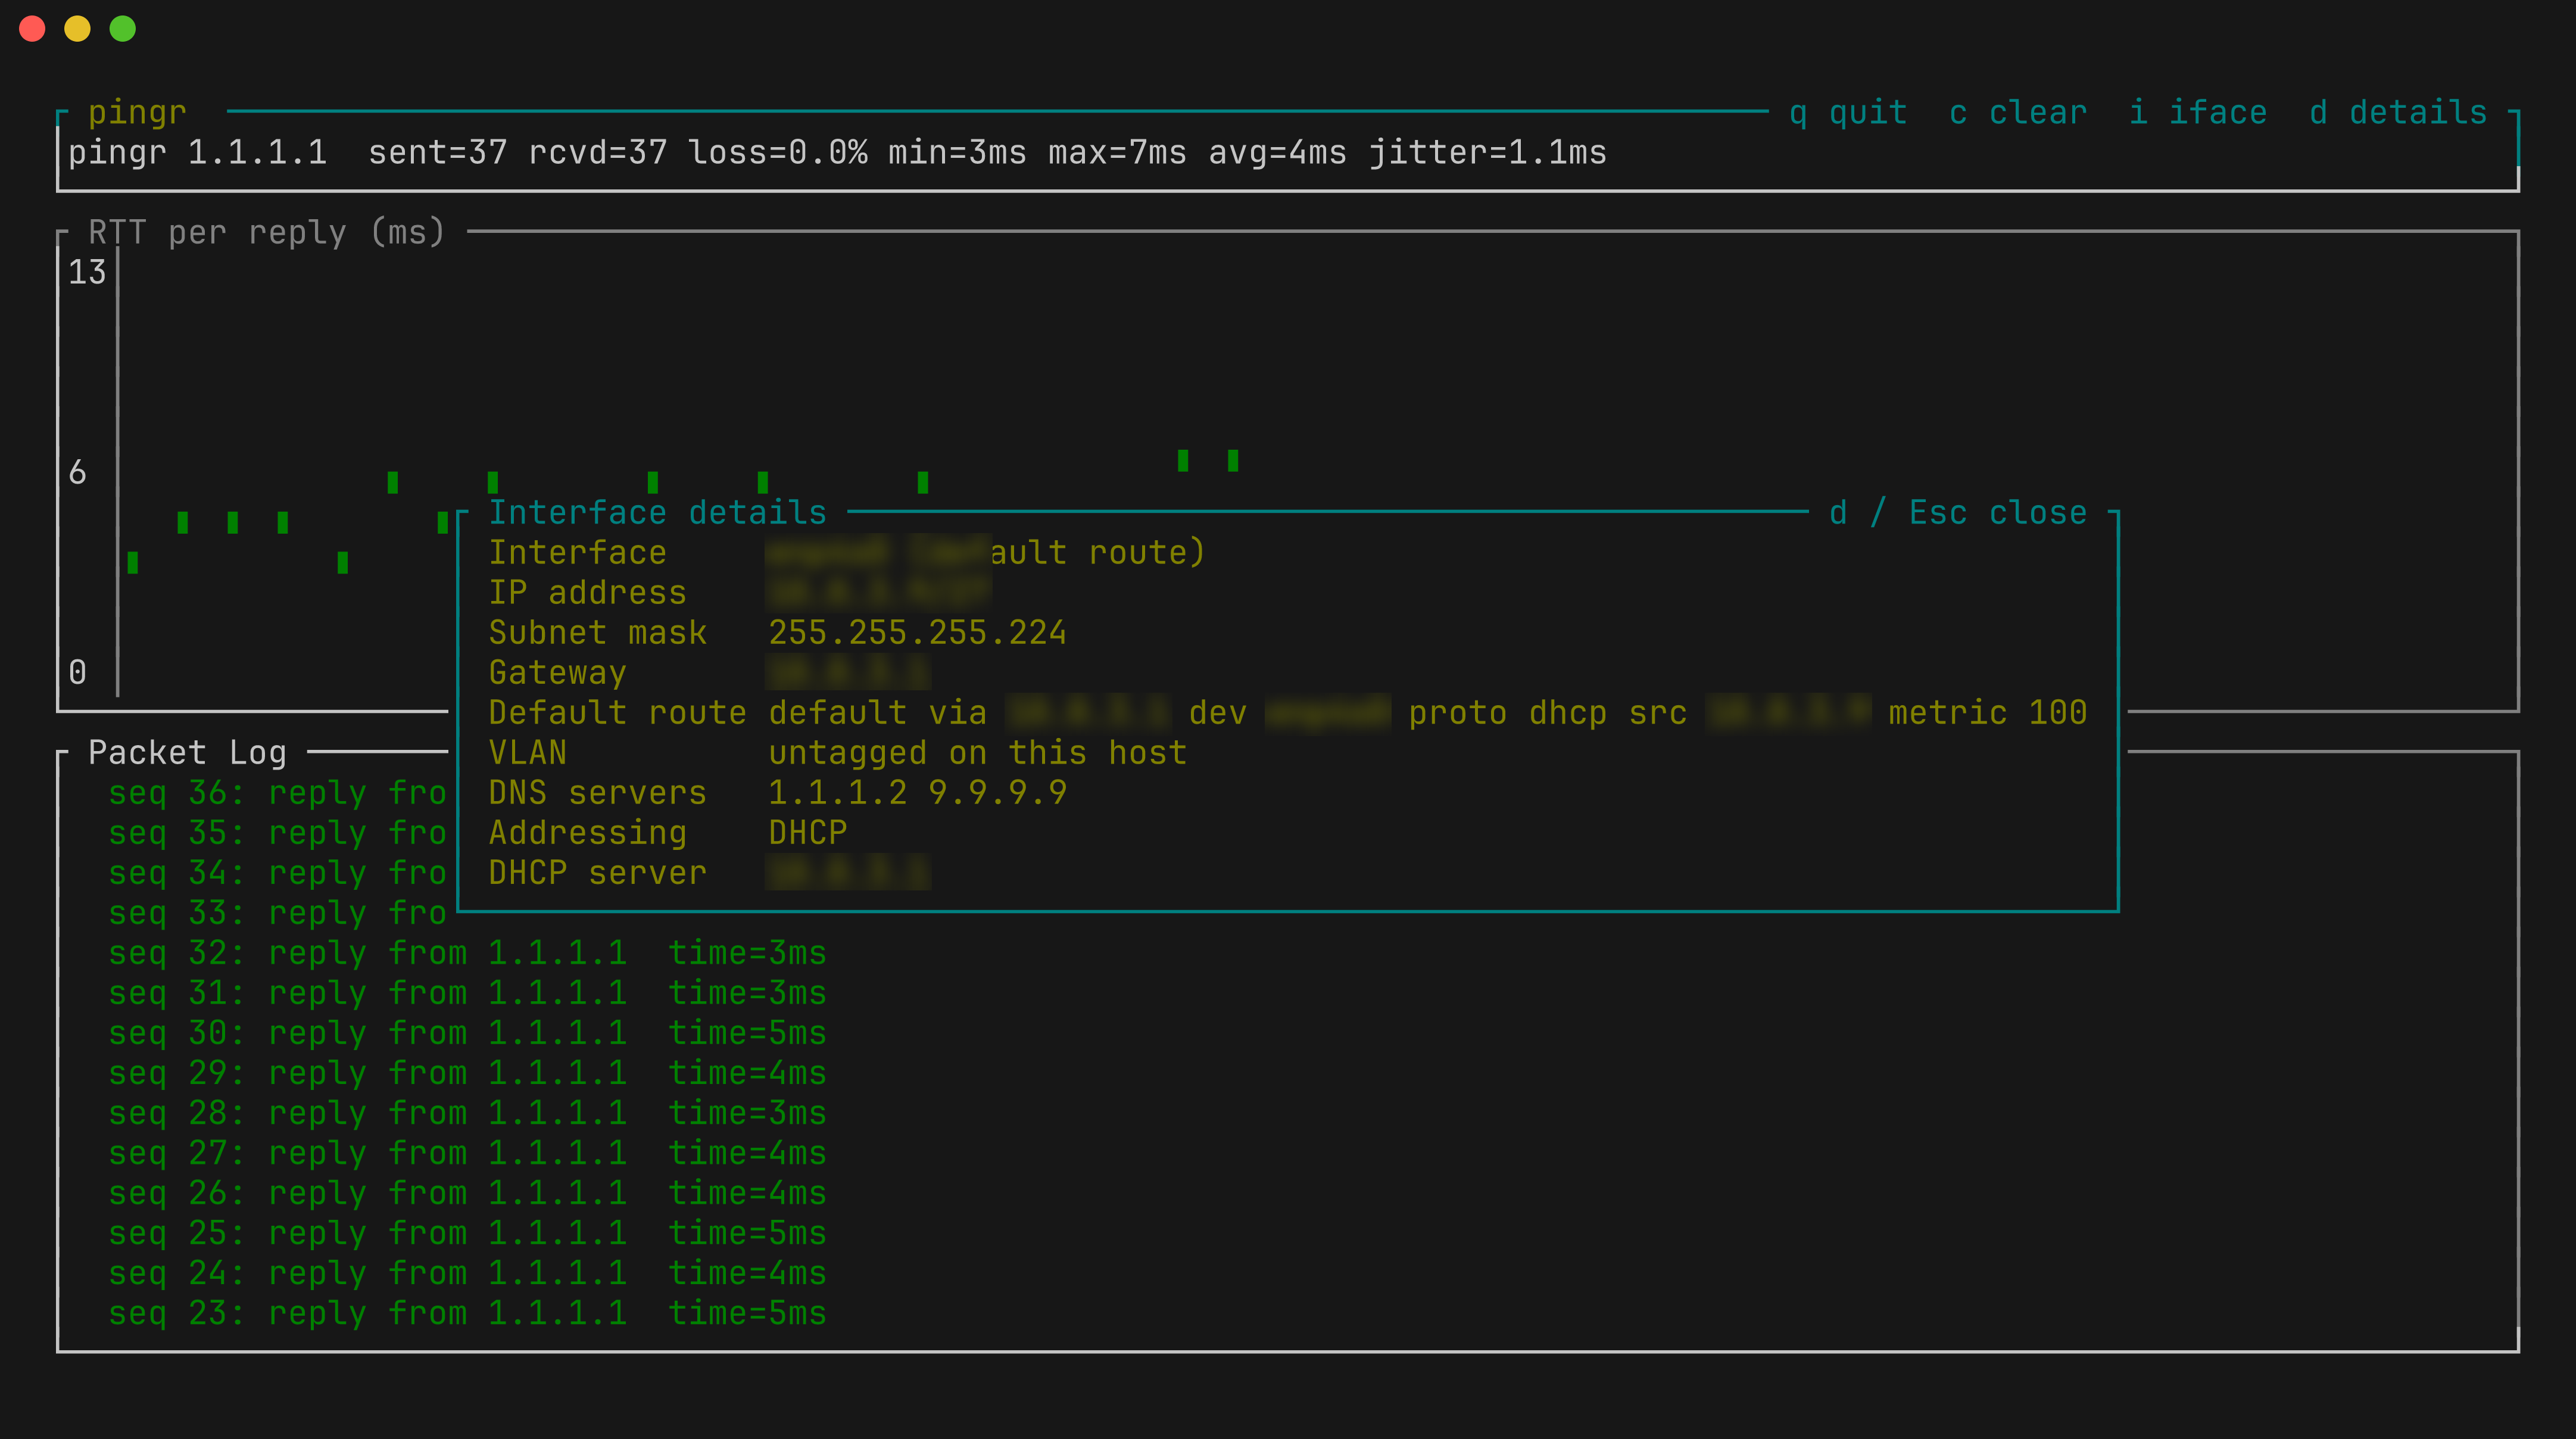 pingr q quit c clear i iface d details
pingr 1.1.1.1 sent=37 rcvd=37 loss=0.0% min=3ms max=7ms avg=4ms jitter=1.1ms
RTT per reply (ms)
13
6
0
Interface details d / Esc close
Interface ault route)
IP address
Subnet mask 255.255.255.224
Gateway
Default route default via dev proto dhcp src metric 100
VLAN untagged on this host
DNS servers 1.1.1.2 9.9.9.9
Addressing DHCP
DHCP server
Packet Log
seq 36: reply fro
seq 35: reply fro
seq 34: reply fro
seq 33: reply fro
seq 32: reply from 1.1.1.1 time=3ms
seq 31: reply from 1.1.1.1 time=3ms
seq 30: reply from 1.1.1.1 time=5ms
seq 29: reply from 1.1.1.1 time=4ms
seq 28: reply from 1.1.1.1 time=3ms
seq 27: reply from 1.1.1.1 time=4ms
seq 26: reply from 1.1.1.1 time=4ms
seq 25: reply from 1.1.1.1 time=5ms
seq 24: reply from 1.1.1.1 time=4ms
seq 23: reply from 1.1.1.1 time=5ms